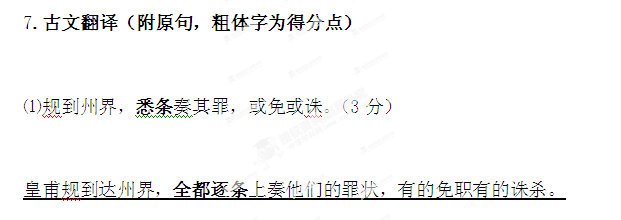 7.古文翻译（附原句，粗体字为得分点）
⑴规到州界，悉条奏其罪，或免或诛。（3 分）
皇甫规到达州界，全都逐条上奏他们的罪状，有的免职有的诛杀。